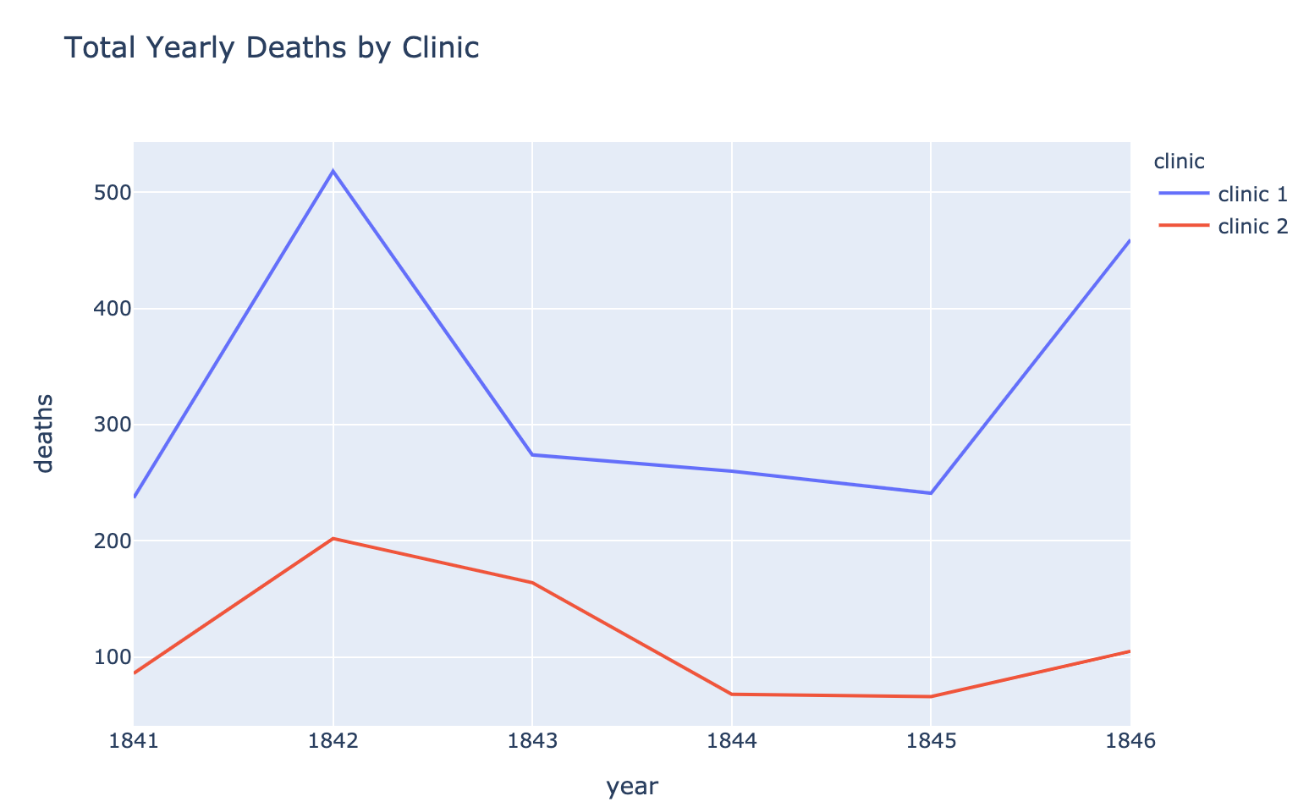 Total Yearly Deaths by Clinic
clinic
clinic 1
clinic 2
500
400
300
200
100
deaths
1841 1842 1843 1844 1845 1846
year